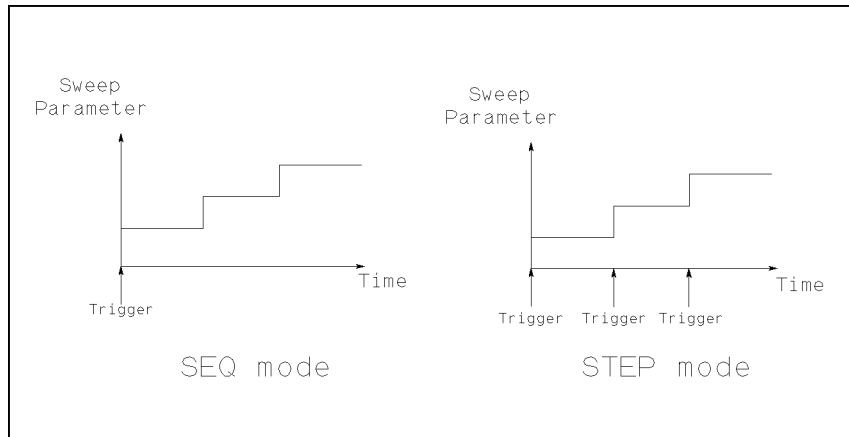 Sweep
Parameter
Time
Trigger
SEQ mode
Sweep
Parameter
Time
Trigger Trigger Trigger
STEP mode